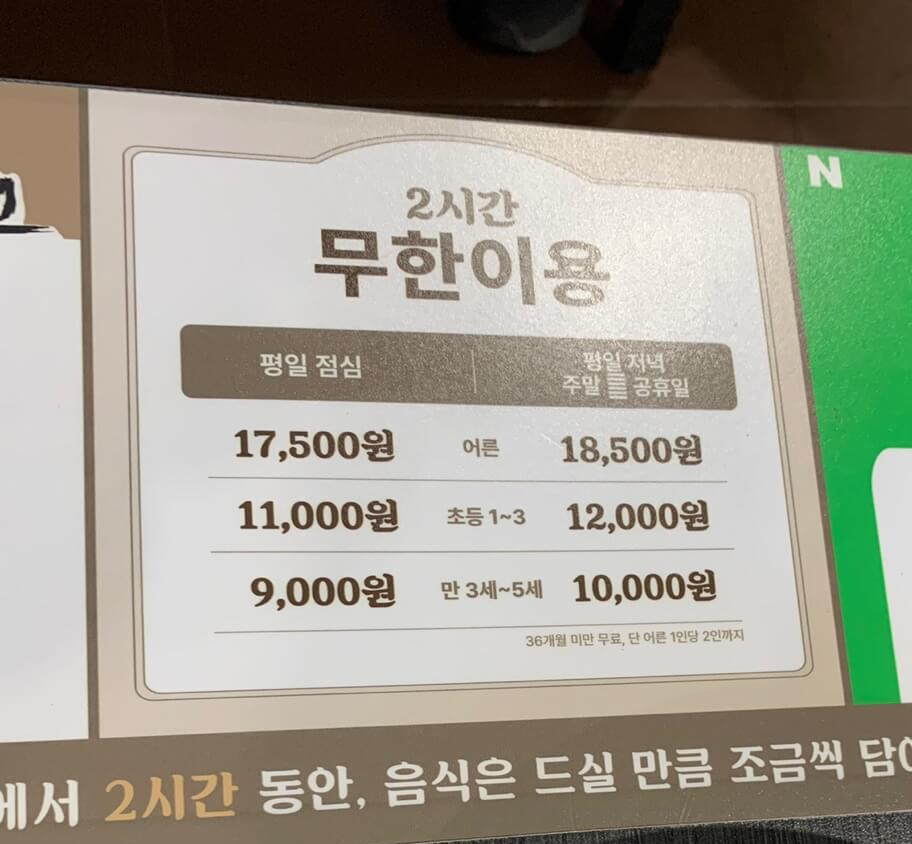 N
2시간
무한이용
평일 점심
평일 저녁
주말 공휴일
17,500원 어른 18,500원
11,000원 초등 1~3 12,000원
9,000원 만 3세~5세 10,000원
36개월 미만 무료, 단 어른 1인당 2인까지
에서 2시간 동안, 음식은 드실 만큼 조금씩